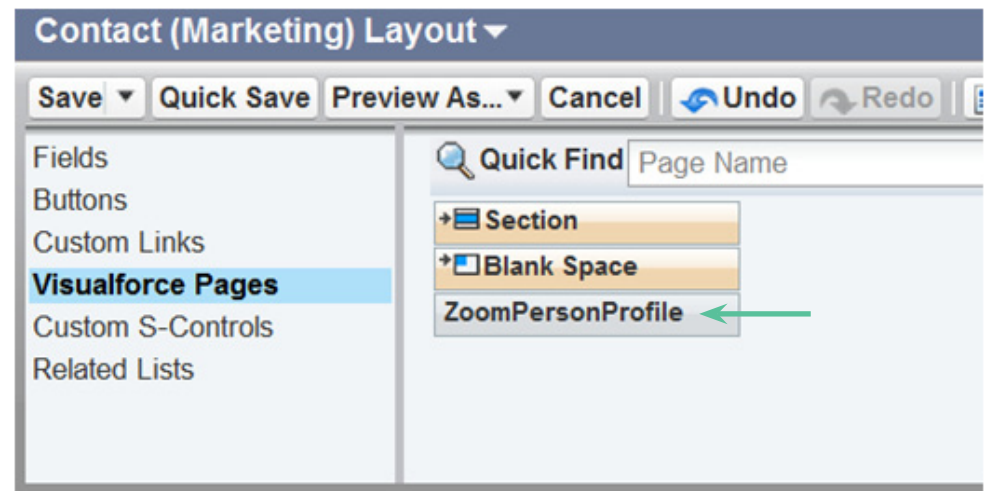 Contact (Marketing) Layout
Save Quick Save Preview As... Cancel Undo Redo
Fields
Buttons
Custom Links
Visualforce Pages
Custom S-Controls
Related Lists
Quick Find Page Name
Section
Blank Space
ZoomPersonProfile